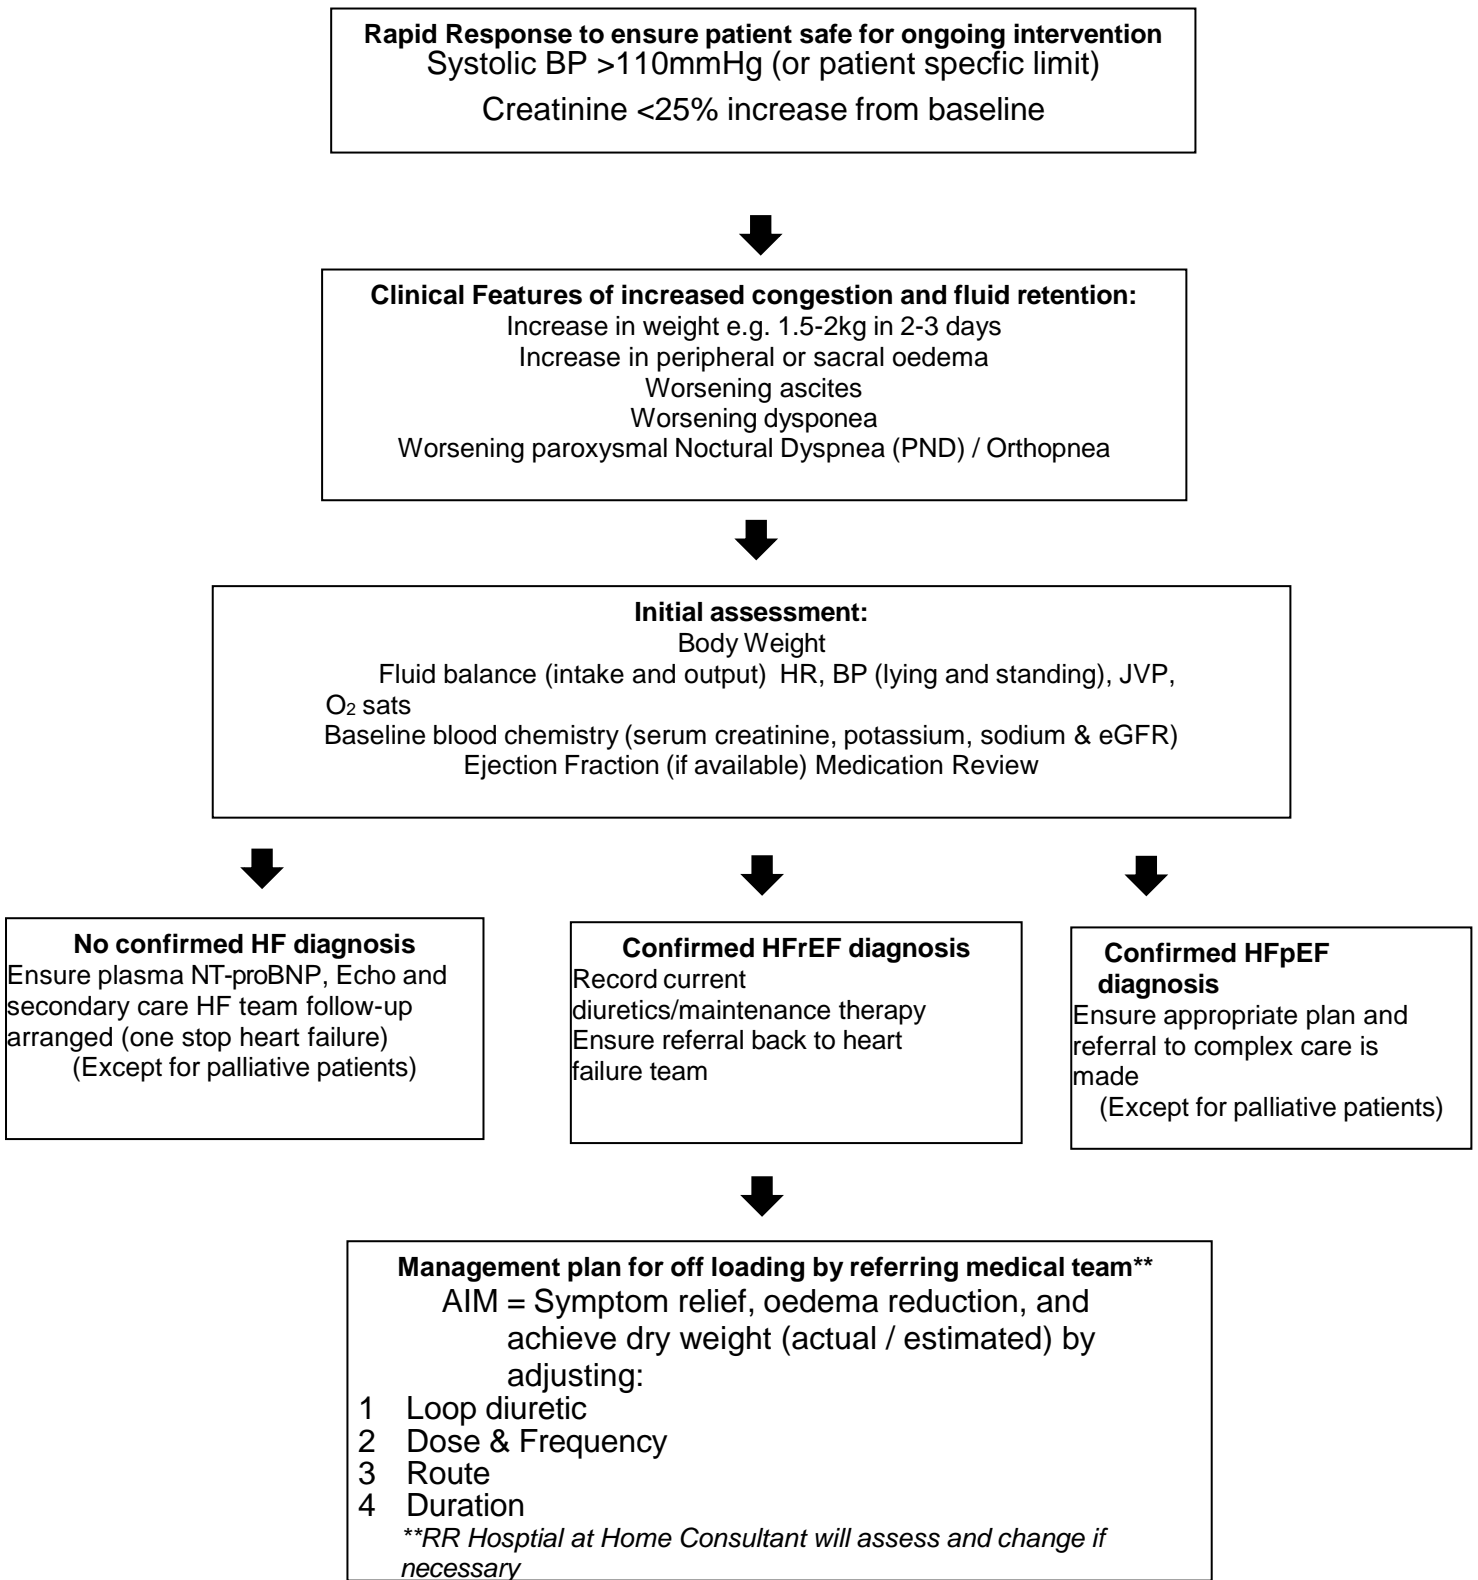 Rapid Response to ensure patient safe for ongoing intervention
Systolic BP >110mmHg (or patient specfic limit)
Creatinine <25% increase from baseline
Clinical Features of increased congestion and fluid retention:
Increase in weight e.g. 1.5-2kg in 2-3 days
Increase in peripheral or sacral oedema
Worsening ascites
Worsening dysponea
Worsening paroxysmal Noctural Dyspnea (PND) / Orthopnea
Initial assessment:
Body Weight
Fluid balance (intake and output) HR, BP (lying and standing), JVP,
O₂ sats
Baseline blood chemistry (serum creatinine, potassium, sodium & eGFR)
Ejection Fraction (if available) Medication Review
No confirmed HF diagnosis
Ensure plasma NT-proBNP, Echo and
secondary care HF team follow-up
arranged (one stop heart failure)
(Except for palliative patients)
Confirmed HFrEF diagnosis
Record current
diuretics/maintenance therapy
Ensure referral back to heart
failure team
Confirmed HFpEF
diagnosis
Ensure appropriate plan and
referral to complex care is
made
(Except for palliative patients)
Management plan for off loading by referring medical team**
AIM = Symptom relief, oedema reduction, and
achieve dry weight (actual / estimated) by
adjusting:
1 Loop diuretic
2 Dose & Frequency
3 Route
4 Duration
**RR Hosptial at Home Consultant will assess and change if
necessary